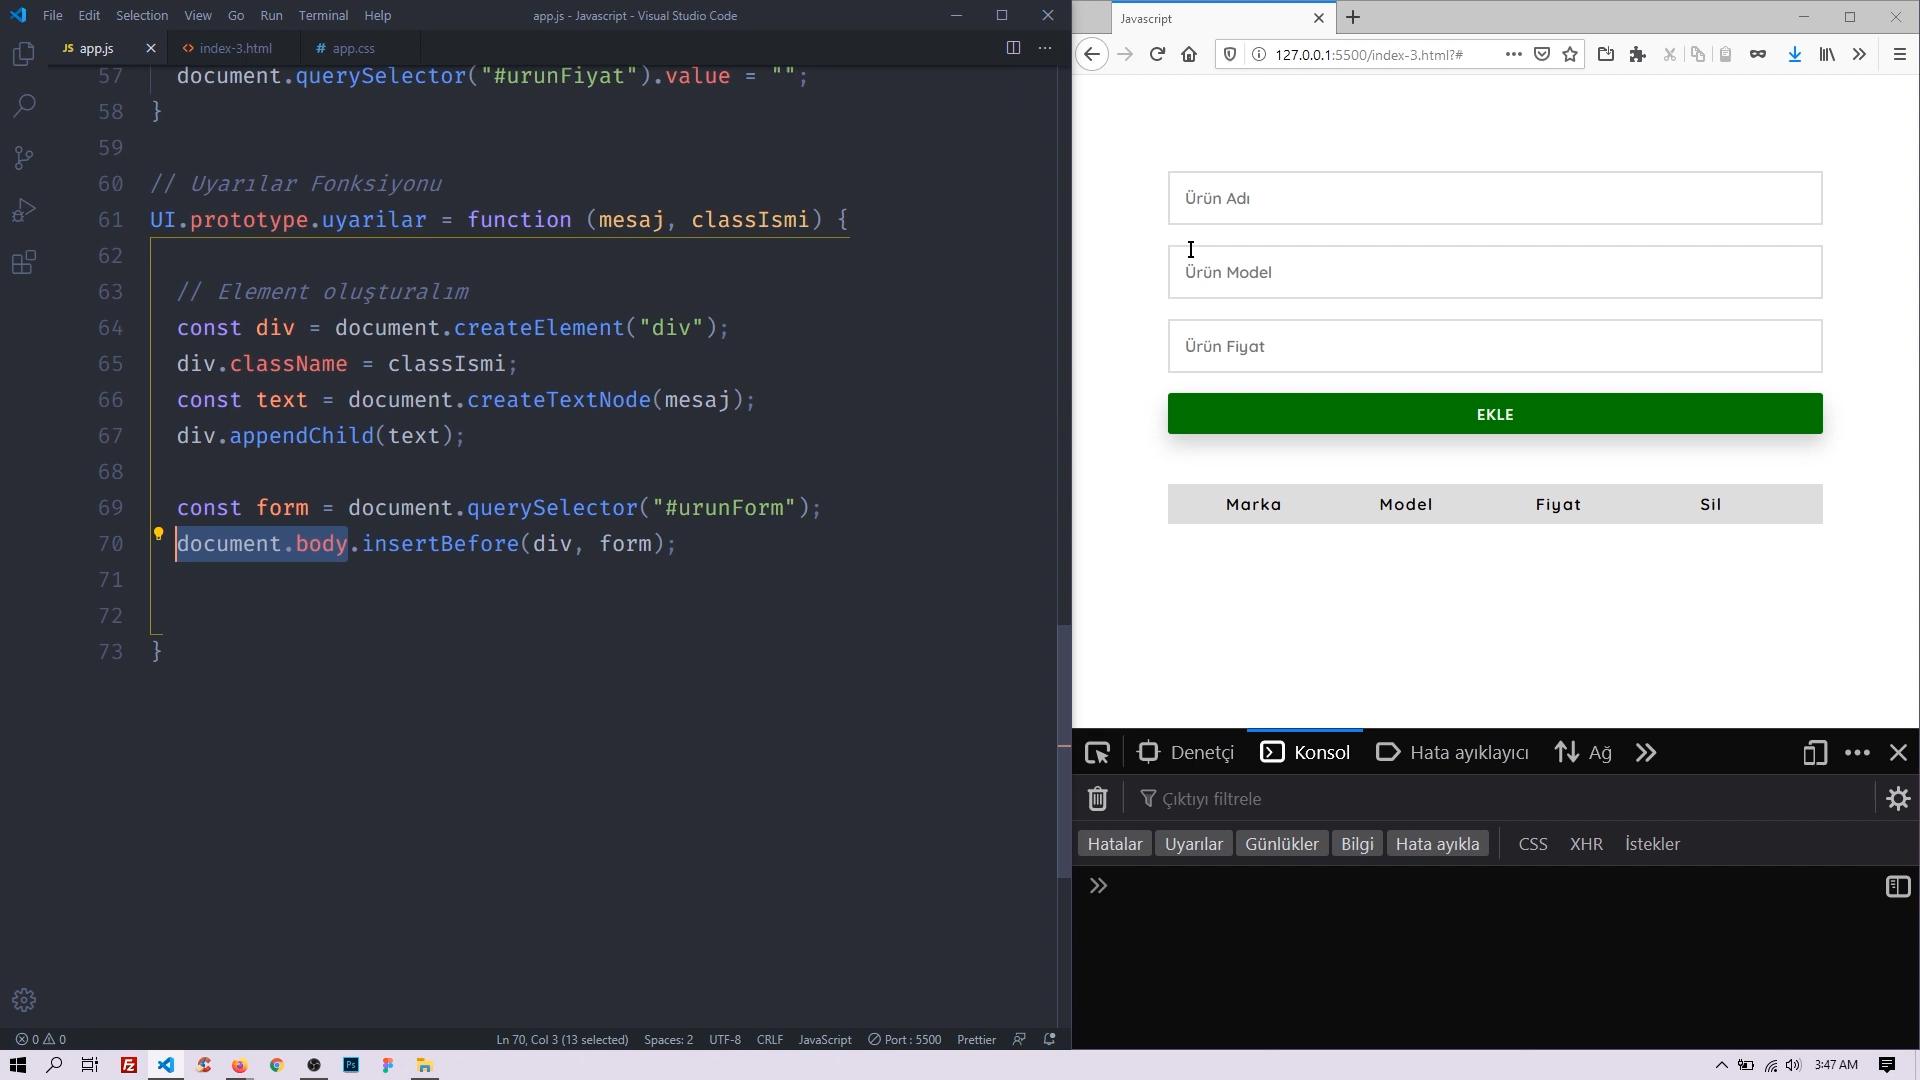 File Edit Selection View Go Run Terminal Help
app.js - Javascript - Visual Studio Code
JS app.js
<> index-3.html
# app.css
57 document.querySelector("#urunFiyat").value = "";
58 }
59
60 // Uyarılar Fonksiyonu
61 UI.prototype.uyarilar = function (mesaj, classIsmi) {
62
63 // Element oluşturalım
64 const div = document.createElement("div");
65 div.className = classIsmi;
66 const text = document.createTextNode(mesaj);
67 div.appendChild(text);
68
69 const form = document.querySelector("#urunForm");
70 document.body.insertBefore(div, form);
71
72
73 }
0 0
Ln 70, Col 3 (13 selected) Spaces: 2 UTF-8 CRLF JavaScript Port : 5500 Prettier
Javascript
127.0.0.1:5500/index-3.html?#
Ürün Adı
Ürün Model
Ürün Fiyat
EKLE
Marka Model Fiyat Sil
Denetçi Konsol Hata ayıklayıcı Ağ
Çıktıyı filtrele
Hatalar Uyarılar Günlükler Bilgi Hata ayıkla CSS XHR İstekler
Fz
Ps
3:47 AM